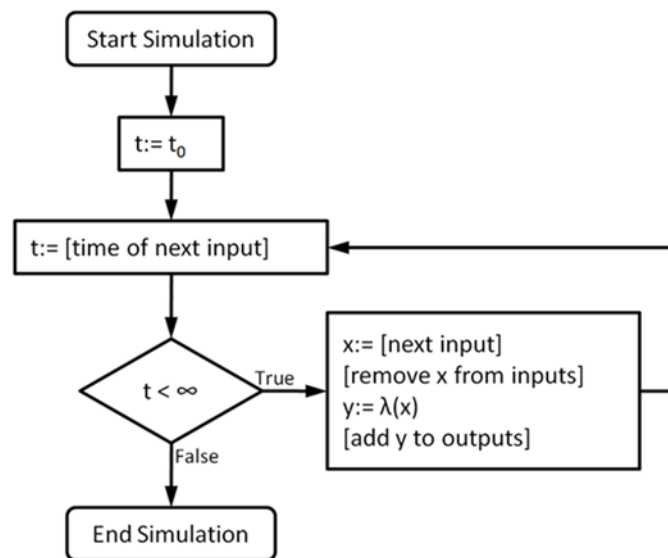 Start Simulation
t:= t₀
t:= [time of next input]
t < ∞
True
x:= [next input]
[remove x from inputs]
y:= λ(x)
[add y to outputs]
False
End Simulation